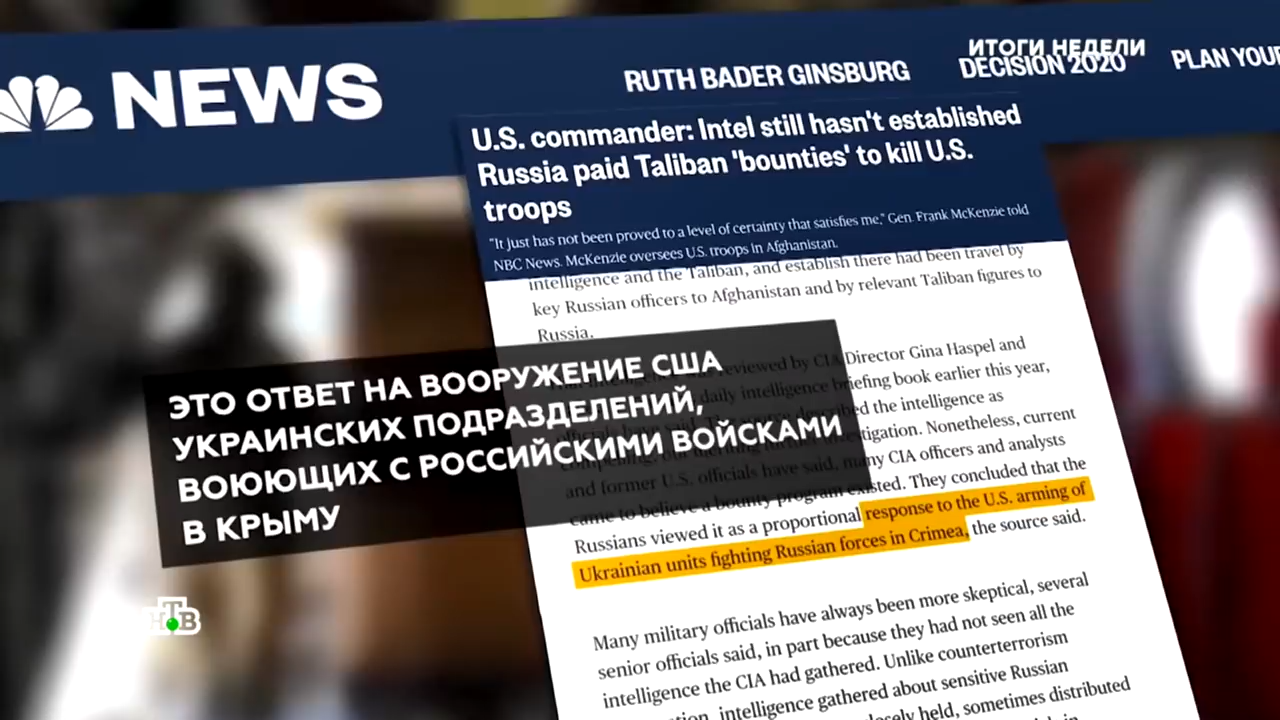 NEWS
RUTH BADER GINSBURG
ИТОГИ НЕДЕЛИ
DECISION 2020
PLAN YOUR
U.S. commander: Intel still hasn't established
Russia paid Taliban 'bounties' to kill U.S.
troops
"It just has not been proved to a level of certainty that satisfies me," Gen. Frank McKenzie told
NBC News. McKenzie oversees U.S. troops in Afghanistan.
intelligence and the Taliban, and establish there had been travel by
key Russian officers to Afghanistan and by relevant Taliban figures to
Russia.
reviewed by CIA Director Gina Haspel and
daily intelligence briefing book earlier this year,
described the intelligence as
investigation. Nonetheless, current
and former U.S. officials have said, many CIA officers and analysts
came to believe a bounty program existed. They concluded that the
Russians viewed it as a proportional response to the U.S. arming of
Ukrainian units fighting Russian forces in Crimea, the source said.
Many military officials have always been more skeptical, several
senior officials said, in part because they had not seen all the
intelligence the CIA had gathered. Unlike counterterrorism
intelligence gathered about sensitive Russian
closely held, sometimes distributed
ЭТО ОТВЕТ НА ВООРУЖЕНИЕ США
УКРАИНСКИХ ПОДРАЗДЕЛЕНИЙ,
ВОЮЮЩИХ С РОССИЙСКИМИ ВОЙСКАМИ
В КРЫМУ
НТВ